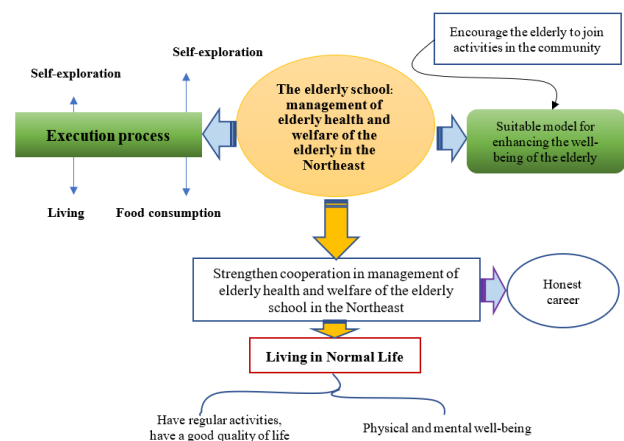 Encourage the elderly to join
activities in the community
Self-exploration
Self-exploration
The elderly school:
management of
elderly health and
welfare of the
elderly in the
Northeast
Execution process
Suitable model for
enhancing the well-
being of the elderly
Living
Food consumption
Strengthen cooperation in management of
elderly health and welfare of the elderly
school in the Northeast
Honest
career
Living in Normal Life
Have regular activities,
have a good quality of life
Physical and mental well-being